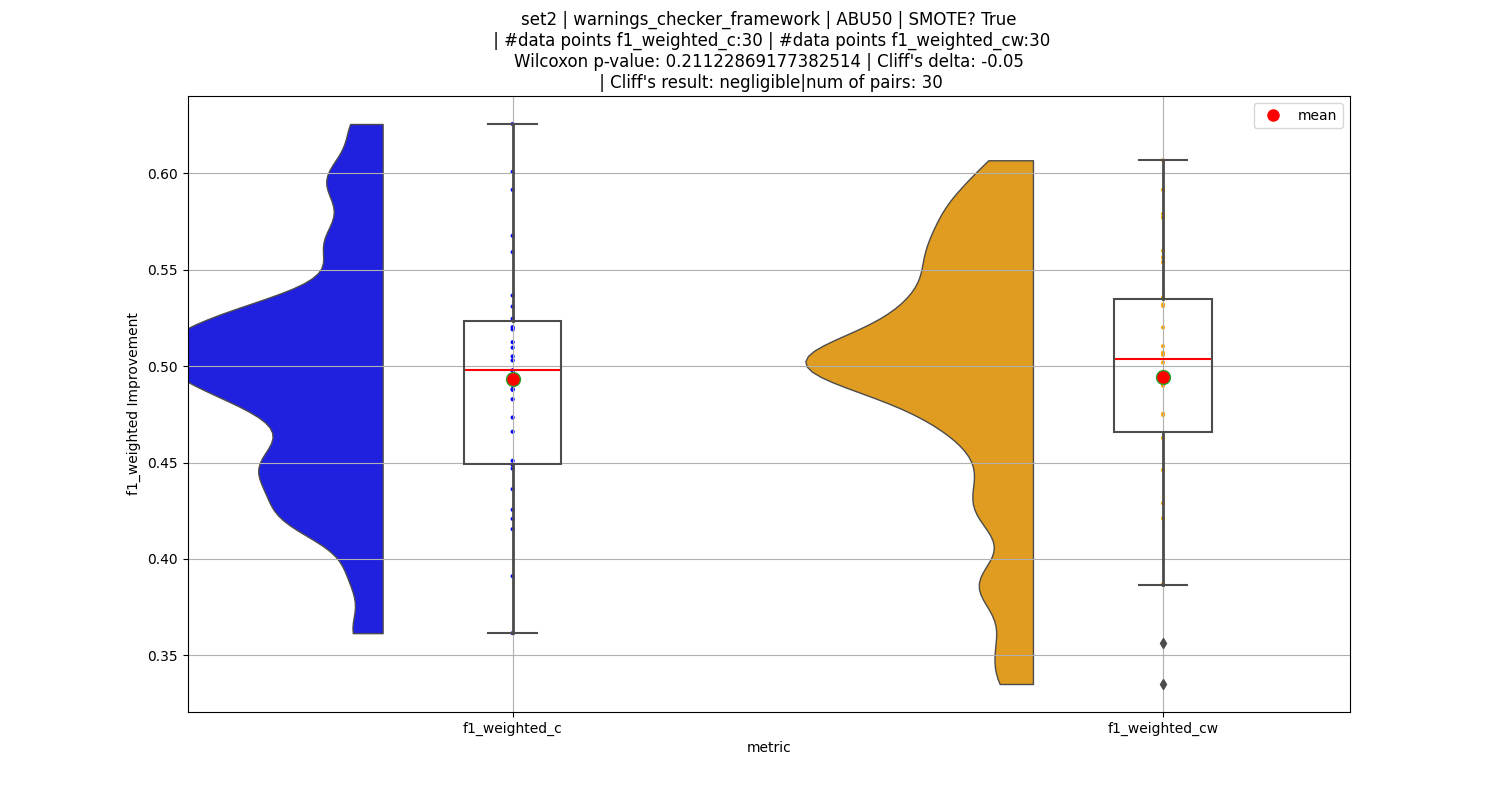 set2 | warnings_checker_framework | ABU50 | SMOTE? True
| #data points f1_weighted_c:30 | #data points f1_weighted_cw:30
Wilcoxon p-value: 0.21122869177382514 | Cliff's delta: -0.05
| Cliff's result: negligible|num of pairs: 30
mean
0.60
0.55
0.50
0.45
0.40
0.35
f1_weighted Improvement
f1_weighted_c
f1_weighted_cw
metric